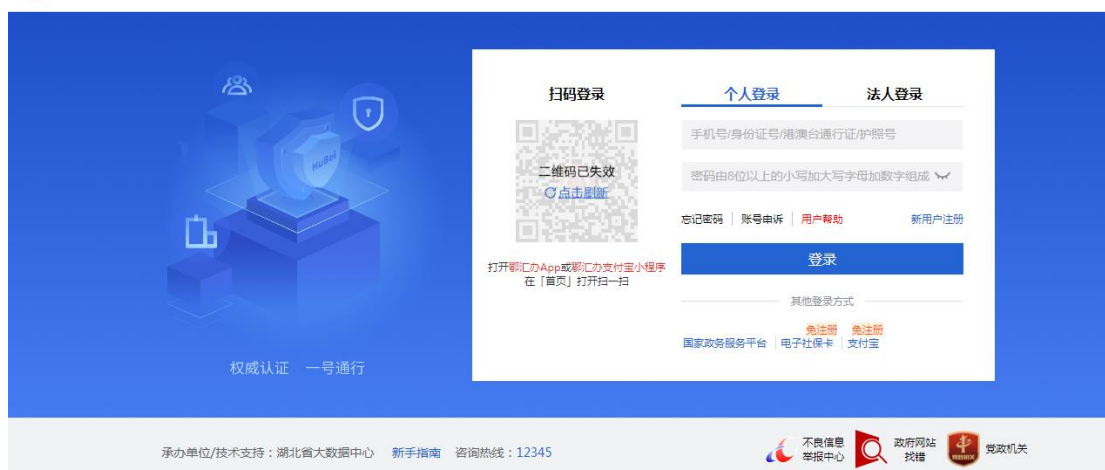 HuBei
权威认证 一号通行
扫码登录
二维码已失效
点击刷新
打开鄂汇办App或鄂汇办支付宝小程序
在「首页」打开扫一扫
个人登录 法人登录
手机号/身份证号/港澳台通行证/护照号
密码由8位以上的小写加大写字母加数字组成
忘记密码 账号申诉 用户帮助 新用户注册
登录
其他登录方式
免注册 免注册
国家政务服务平台 电子社保卡 支付宝
承办单位/技术支持：湖北省大数据中心 新手指南 咨询热线：12345
不良信息
举报中心
政府网站
找错
党政机关